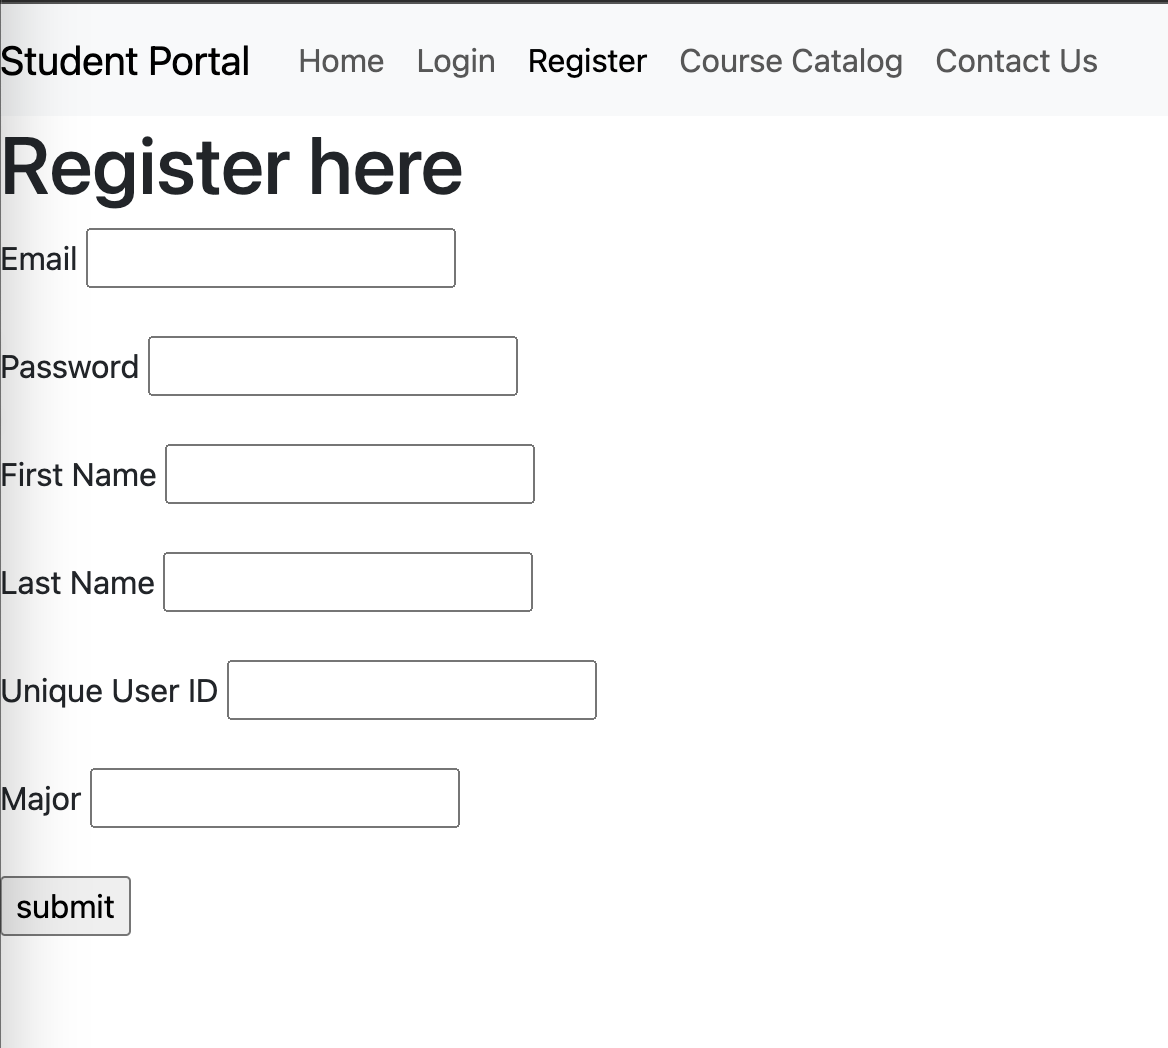 Student Portal Home Login Register Course Catalog Contact Us
Register here
Email
Password
First Name
Last Name
Unique User ID
Major
submit